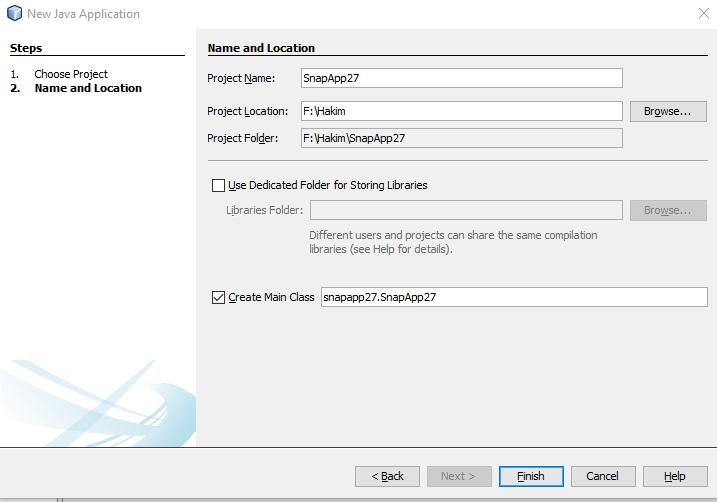 New Java Application
Steps
1. Choose Project
2. Name and Location
Name and Location
Project Name: SnapApp27
Project Location: F:\Hakim Browse...
Project Folder: F:\Hakim\SnapApp27
Use Dedicated Folder for Storing Libraries
Libraries Folder: Browse...
Different users and projects can share the same compilation
libraries (see Help for details).
Create Main Class snapapp27.SnapApp27
< Back Next > Finish Cancel Help